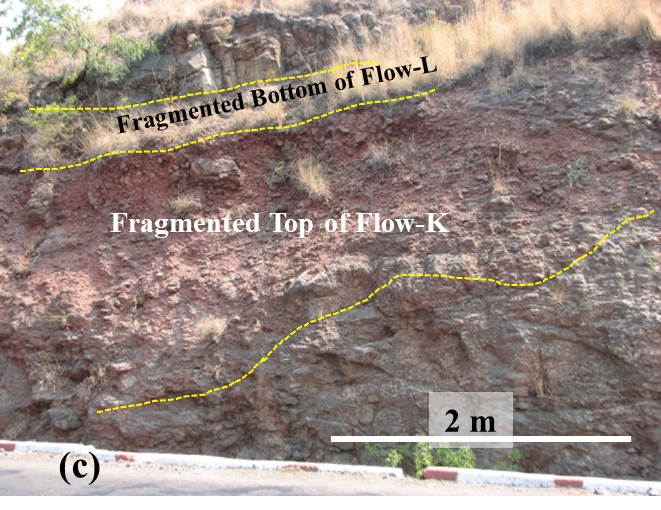 Fragmented Bottom of Flow-L
Fragmented Top of Flow-K
2 m
(c)